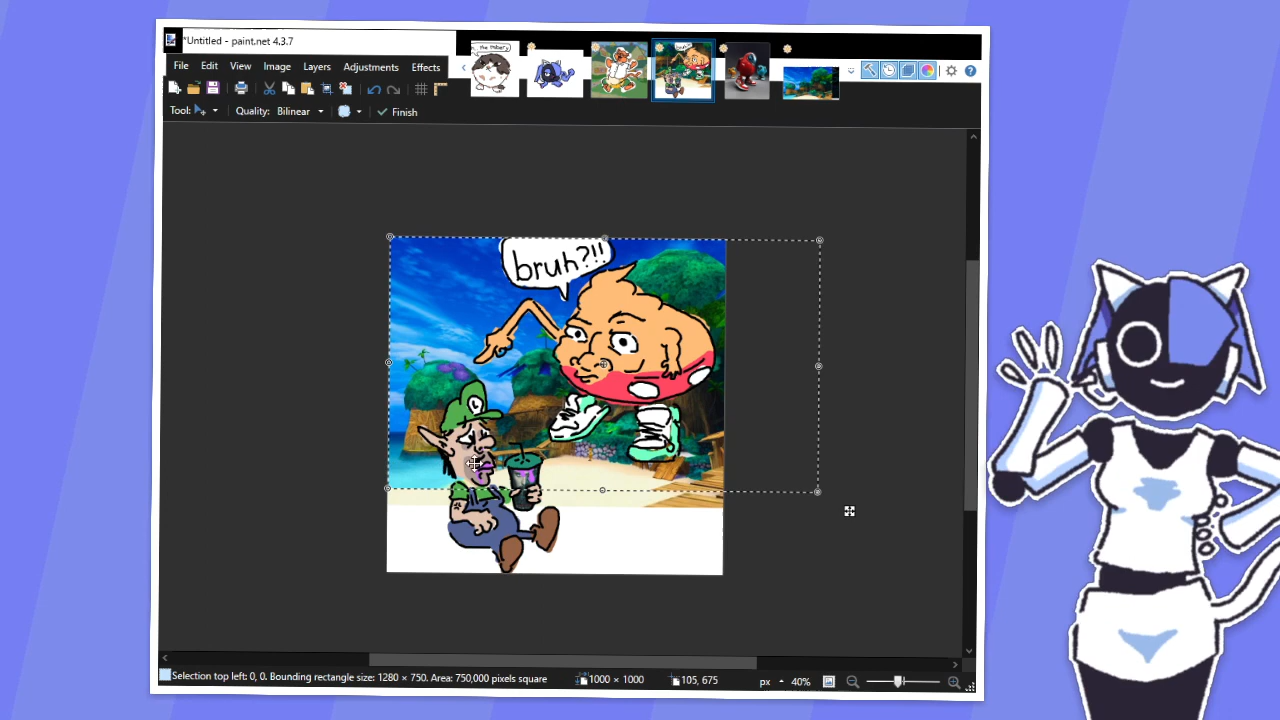 *Untitled - paint.net 4.3.7
File Edit View Image Layers Adjustments Effects
Tool: Quality: Bilinear Finish
bruh?!!
L
Selection top left: 0, 0. Bounding rectangle size: 1280 × 750. Area: 750,000 pixels square 1000 × 1000 105, 675 px 40%